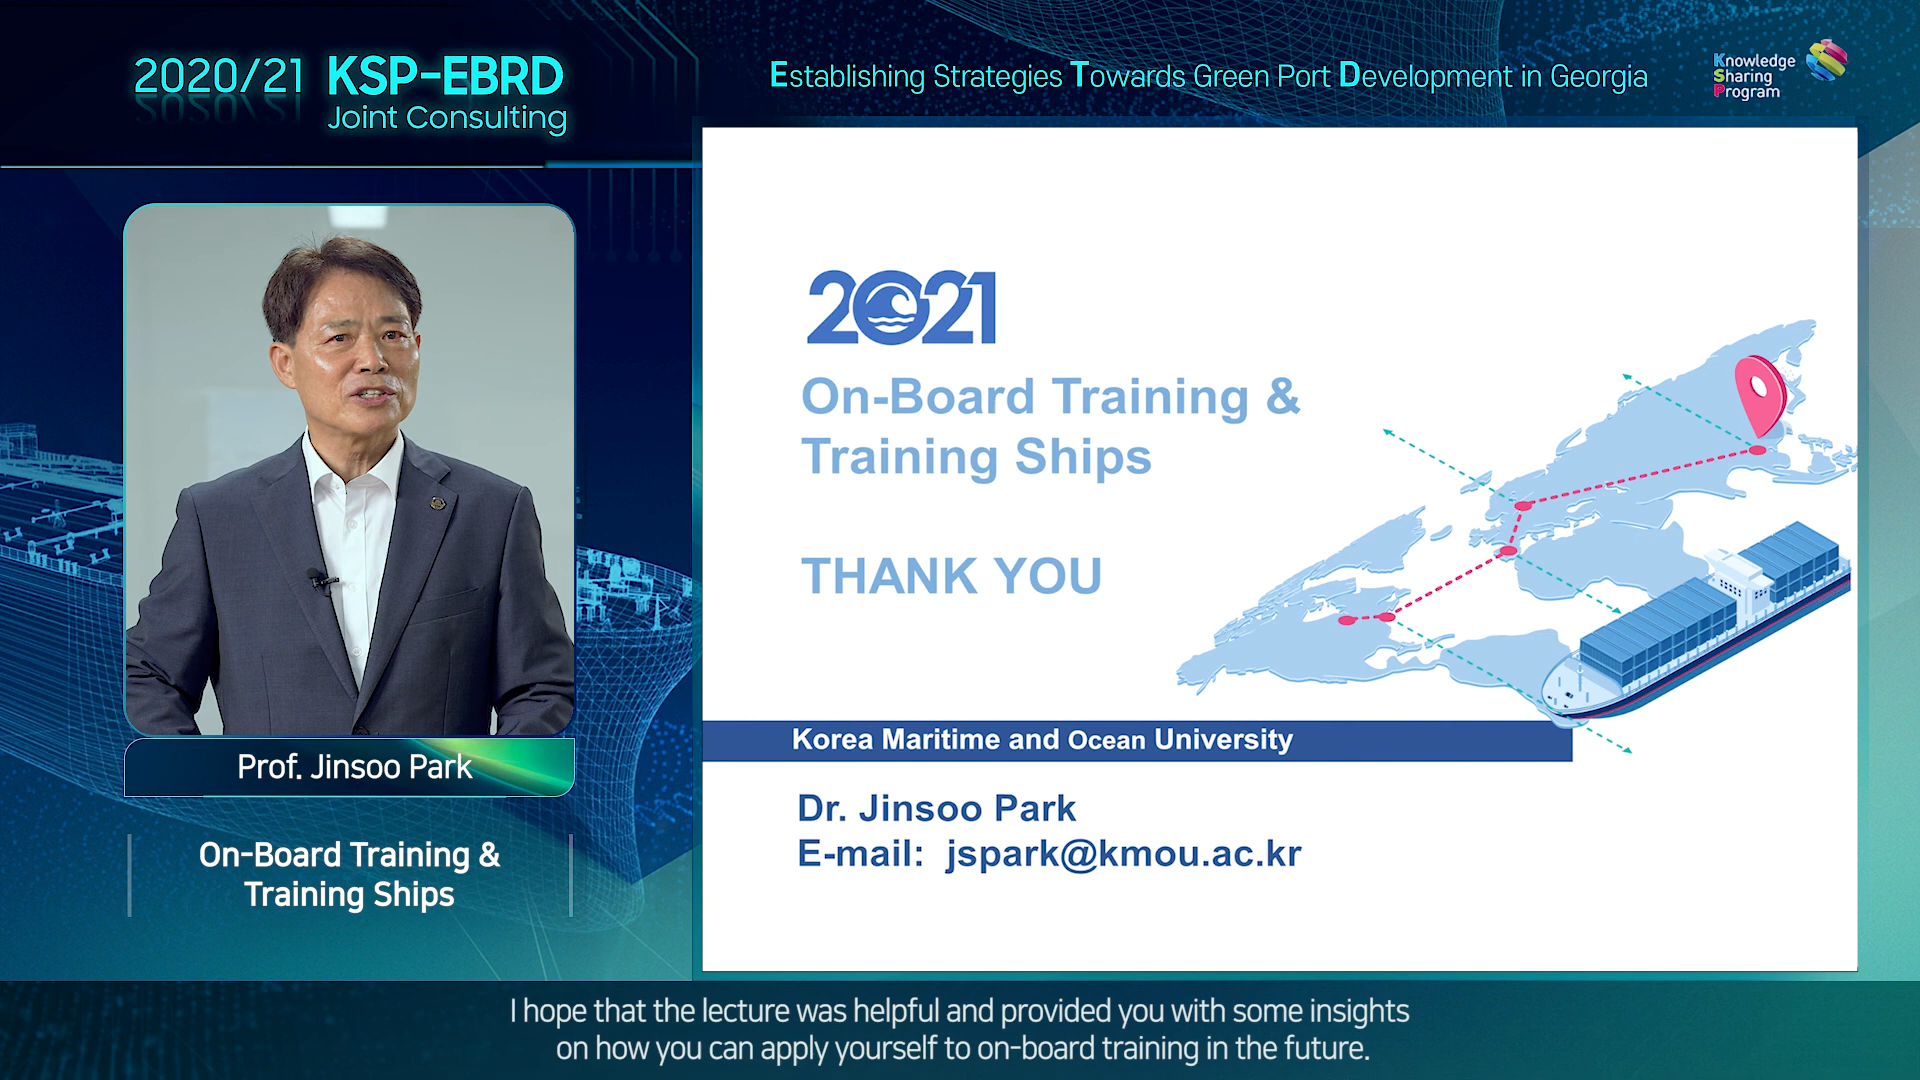 2020/21 KSP-EBRD
Joint Consulting
Establishing Strategies Towards Green Port Development in Georgia
Knowledge
Sharing
Program
2021
On-Board Training &
Training Ships
THANK YOU
Korea Maritime and Ocean University
Dr. Jinsoo Park
E-mail: jspark@kmou.ac.kr
Prof. Jinsoo Park
On-Board Training &
Training Ships
I hope that the lecture was helpful and provided you with some insights
on how you can apply yourself to on-board training in the future.